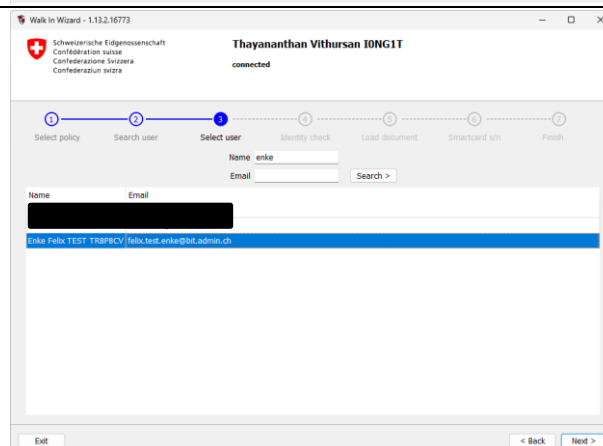 Walk In Wizard - 1.13.2.16773
Schweizerische Eidgenossenschaft
Confédération suisse
Confederazione Svizzera
Confederaziun svizra
Thayananthan Vithursan I0NG1T
connected
1 2 3 4 5 6 7
Select policy Search user Select user Identity check Load document Smartcard s/n Finish
Name enke
Email Search >
Name Email
Enke Felix TEST TR8P8CV felix.test.enke@bit.admin.ch
Exit < Back Next >